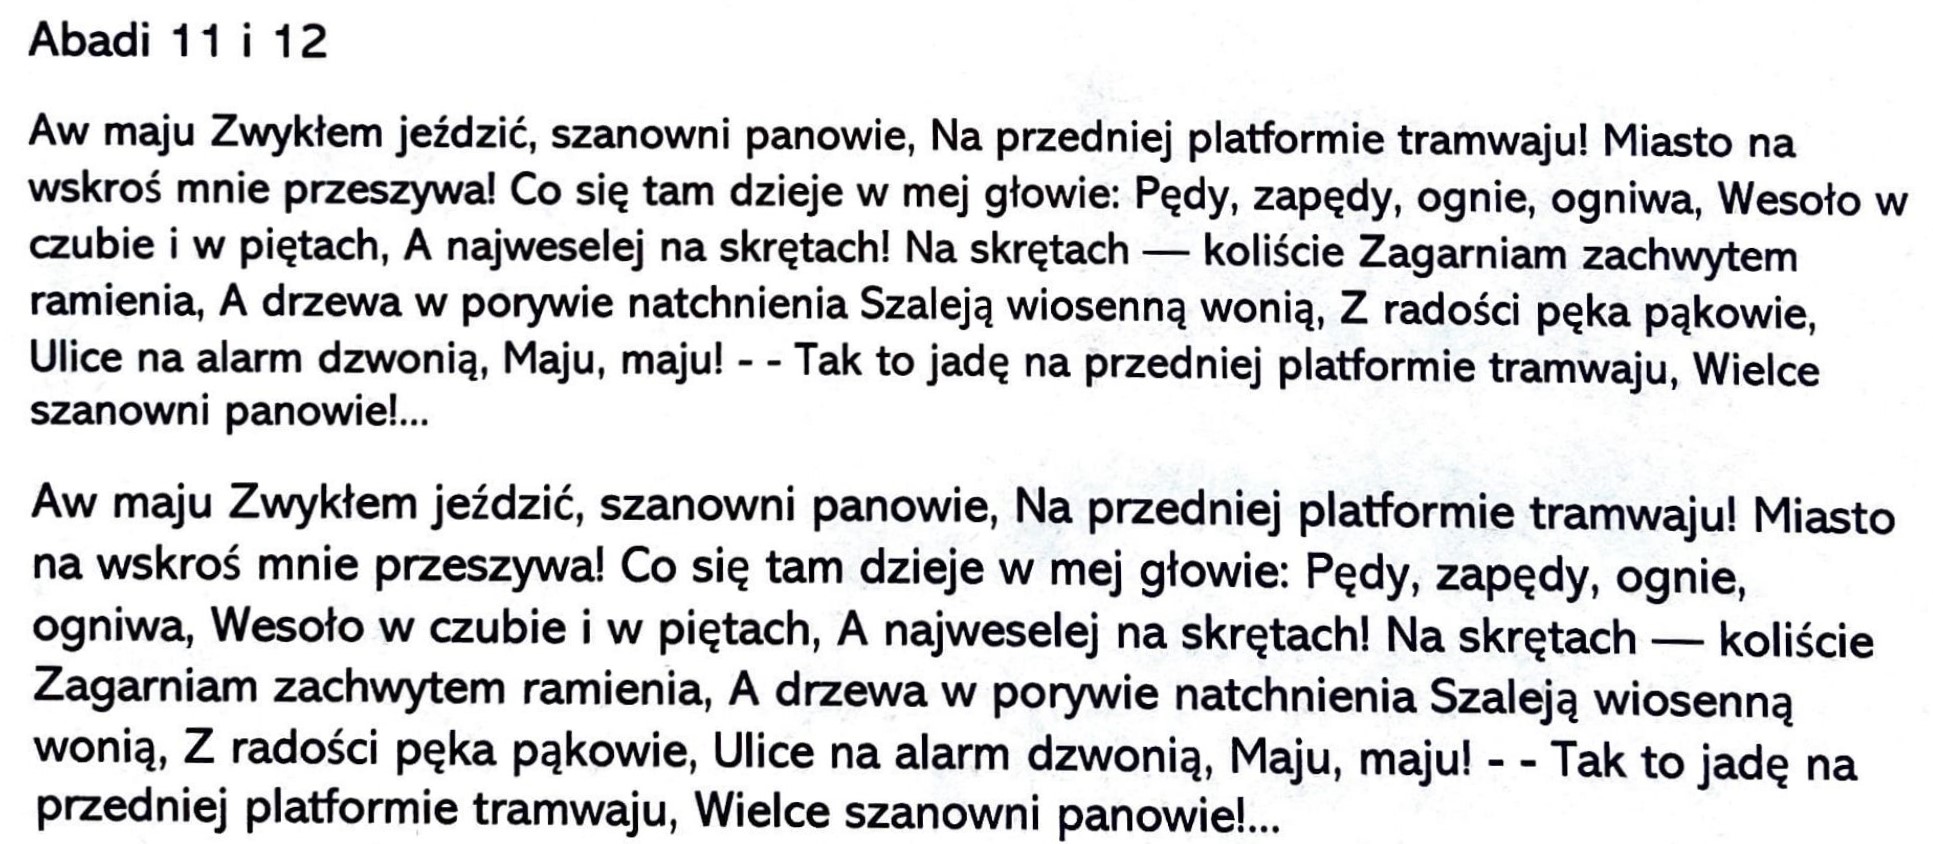 Abadi 11 i 12
Aw maju Zwykłem jeździć, szanowni panowie, Na przedniej platformie tramwaju! Miasto na
wskroś mnie przeszywa! Co się tam dzieje w mej głowie: Pędy, zapędy, ognie, ogniwa, Wesoło w
czubie i w piętach, A najweselej na skrętach! Na skrętach — koliście Zagarniam zachwytem
ramienia, A drzewa w porywie natchnienia Szaleją wiosenną wonią, Z radości pęka pąkowie,
Ulice na alarm dzwonią, Maju, maju! - - Tak to jadę na przedniej platformie tramwaju, Wielce
szanowni panowie!...
Aw maju Zwykłem jeździć, szanowni panowie, Na przedniej platformie tramwaju! Miasto
na wskroś mnie przeszywa! Co się tam dzieje w mej głowie: Pędy, zapędy, ognie,
ogniwa, Wesoło w czubie i w piętach, A najweselej na skrętach! Na skrętach — koliście
Zagarniam zachwytem ramienia, A drzewa w porywie natchnienia Szaleją wiosenną
wonią, Z radości pęka pąkowie, Ulice na alarm dzwonią, Maju, maju! - - Tak to jadę na
przedniej platformie tramwaju, Wielce szanowni panowie!...